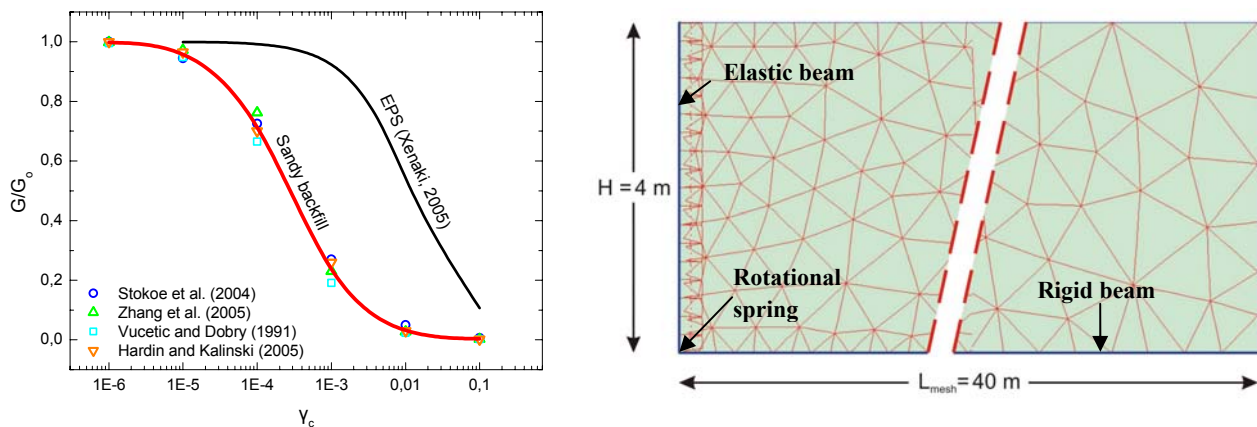 1,0
0,8
0,6
0,4
0,2
0,0
G/G₀
EPS (Xenaki, 2005)
Sandy backfill
Stokoe et al. (2004)
Zhang et al. (2005)
Vucetic and Dobry (1991)
Hardin and Kalinski (2005)
1E-6 1E-5 1E-4 1E-3 0,01 0,1
γc
Elastic beam
H = 4 m
Rotational
spring
Rigid beam
Lmesh = 40 m